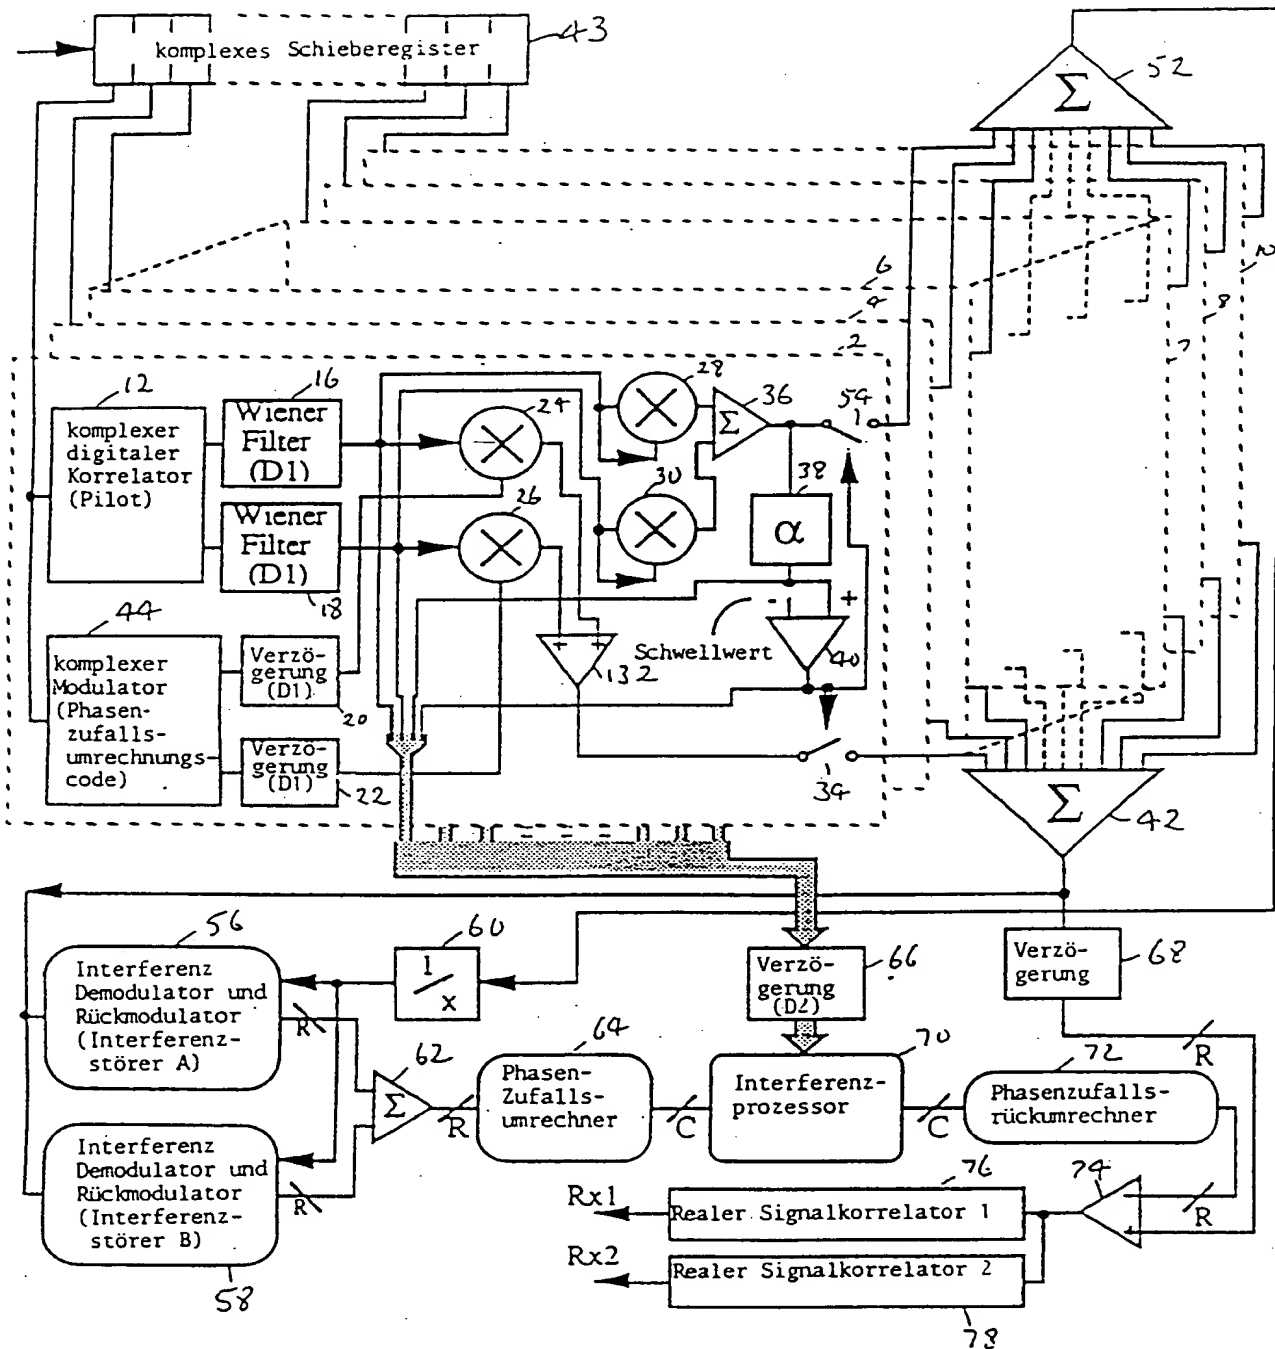 komplexes Schieberegister
43
52
Σ
10
6
4
8
2
7
12
16
28
komplexer
digitaler
Korrelator
(Pilot)
Wiener
Filter
(D1)
24
36
Σ
54
30
38
26
α
Wiener
Filter
(D1)
18
44
komplexer
Modulator
(Phasen-
zufalls-
umrechnungs-
code)
Verzö-
gerung
(D1)
20
Verzö-
gerung
(D1)
22
+ +
132
Schwellwert
- +
40
34
Σ
42
56
Interferenz
Demodulator und
Rückmodulator
(Interferenz-
störer A)
R
60
1/x
Verzö-
gerung
(D2)
66
Verzö-
gerung
68
R
62
Σ
R
64
Phasen-
Zufalls-
umrechner
C
70
Interferenz-
prozessor
C
72
Phasenzufalls-
rückumrechner
Interferenz
Demodulator und
Rückmodulator
(Interferenz-
störer B)
R
58
76
74
R
Rx1
Realer Signalkorrelator 1
Rx2
Realer Signalkorrelator 2
78